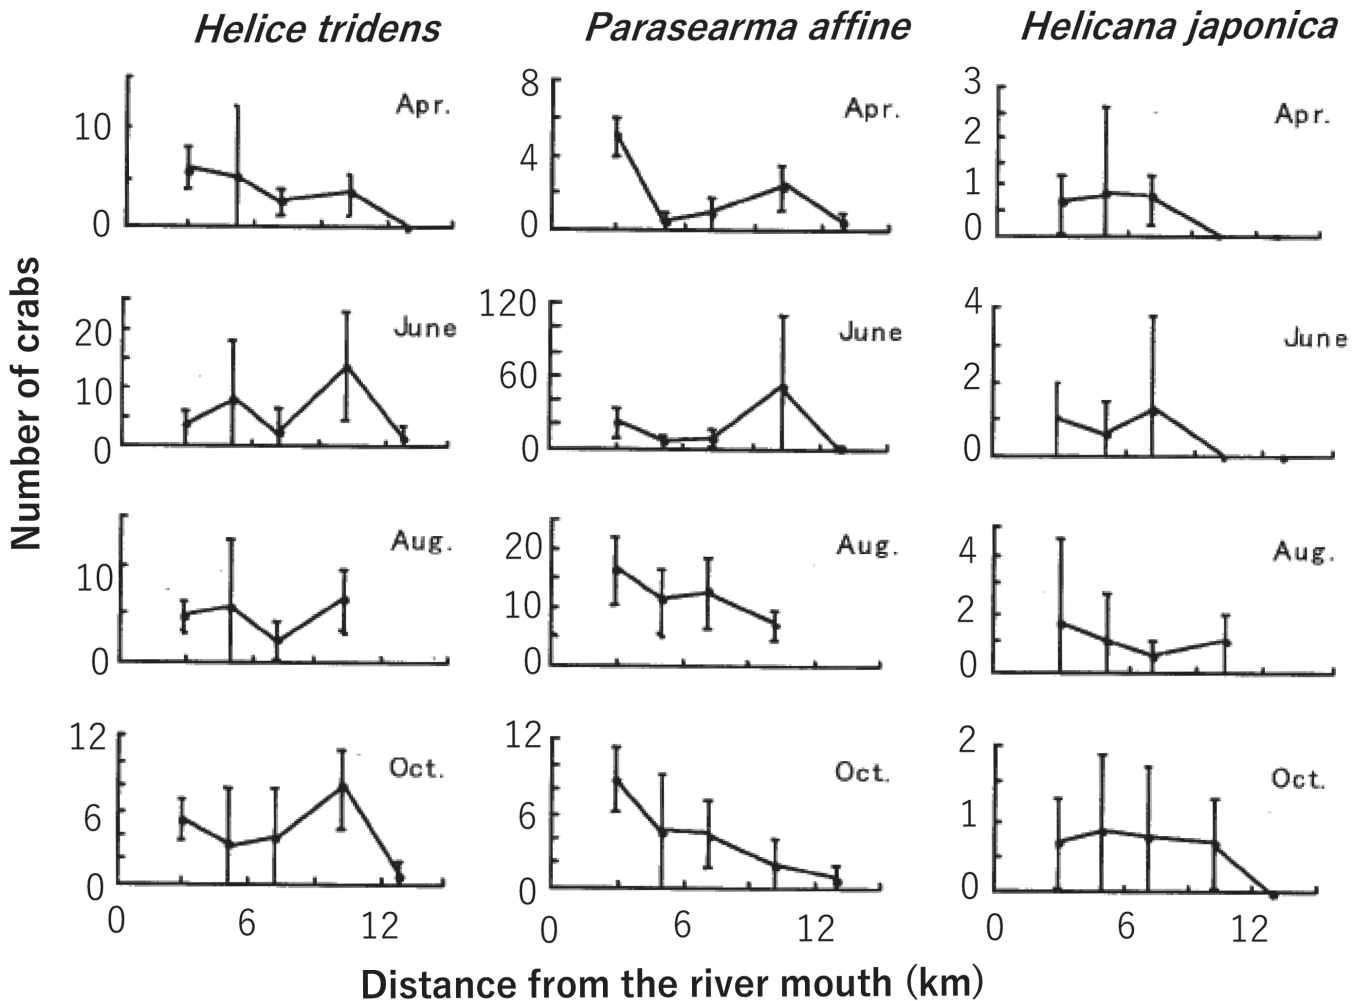 Helice tridens
Parasearma affine
Helicana japonica
Number of crabs
10
0
Apr.
8
4
0
Apr.
3
2
1
0
Apr.
20
10
0
June
120
60
0
June
4
2
0
June
10
0
Aug.
20
10
0
Aug.
4
2
0
Aug.
12
6
0
Oct.
12
6
0
Oct.
2
1
0
Oct.
0 6 12
0 6 12
0 6 12
Distance from the river mouth (km)